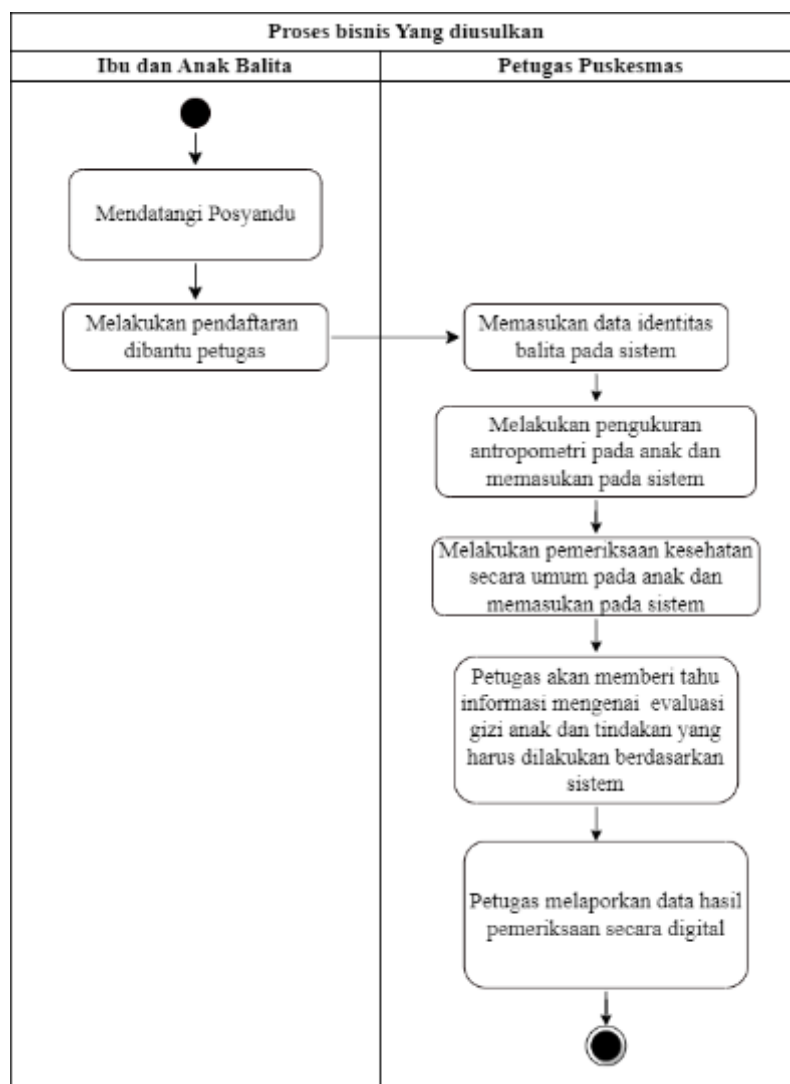 Proses bisnis Yang diusulkan
Ibu dan Anak Balita
Petugas Puskesmas
Mendatangi Posyandu
Melakukan pendaftaran
dibantu petugas
Memasukan data identitas
balita pada sistem
Melakukan pengukuran
antropometri pada anak dan
memasukan pada sistem
Melakukan pemeriksaan kesehatan
secara umum pada anak dan
memasukan pada sistem
Petugas akan memberi tahu
informasi mengenai evaluasi
gizi anak dan tindakan yang
harus dilakukan berdasarkan
sistem
Petugas melaporkan data hasil
pemeriksaan secara digital